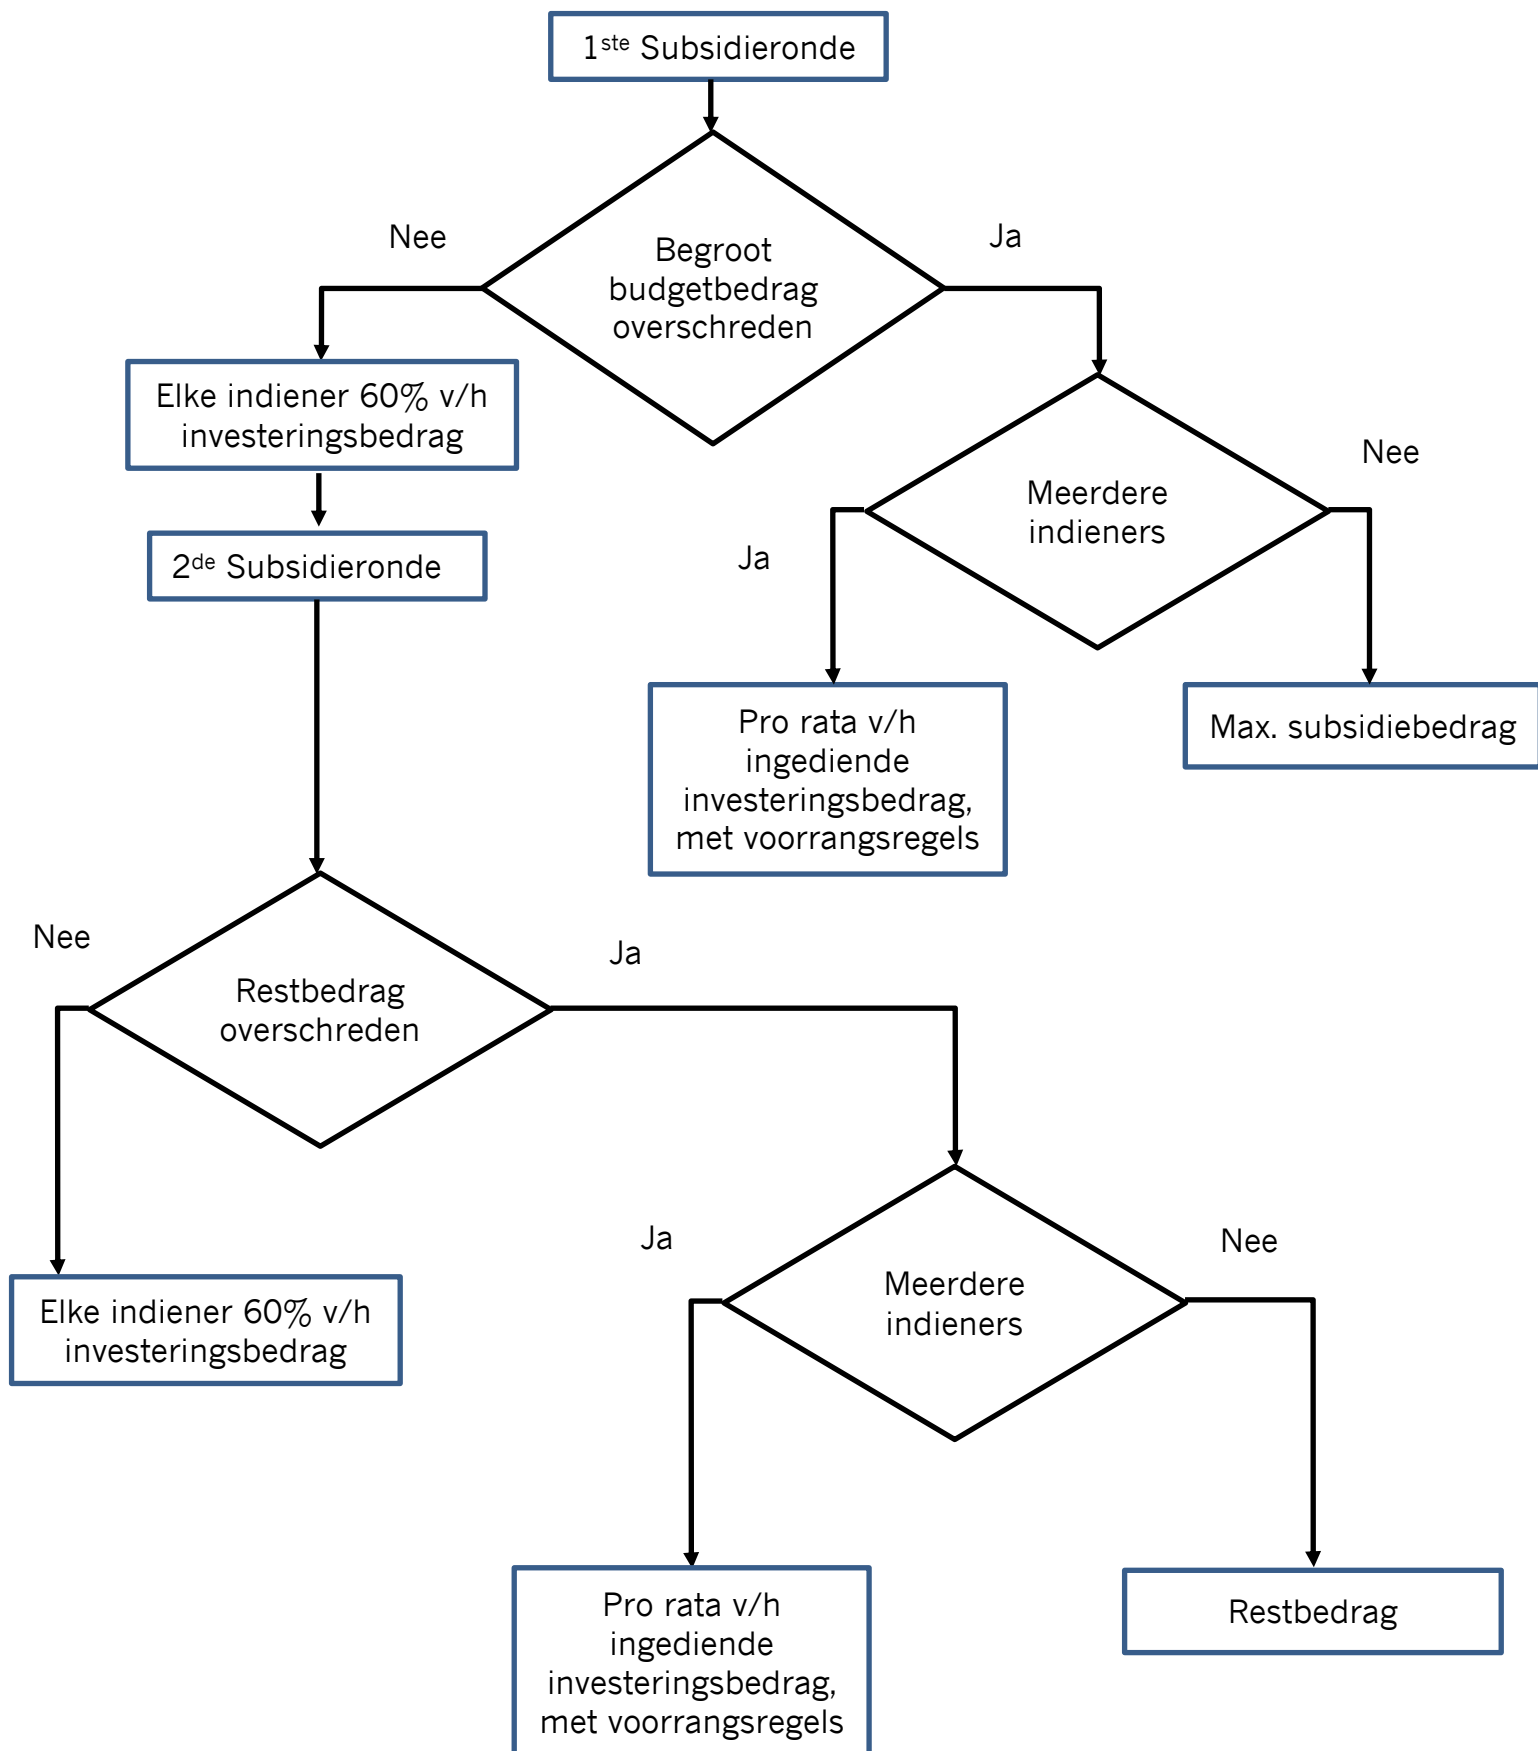 1ste Subsidieronde
Nee
Ja
Begroot
budgetbedrag
overschreden
Elke indiener 60% v/h
investeringsbedrag
Nee
Meerdere
indieners
Ja
2de Subsidieronde
Pro rata v/h
ingediende
investeringsbedrag,
met voorrangsregels
Max. subsidiebedrag
Nee
Ja
Restbedrag
overschreden
Ja
Nee
Meerdere
indieners
Elke indiener 60% v/h
investeringsbedrag
Pro rata v/h
ingediende
investeringsbedrag,
met voorrangsregels
Restbedrag